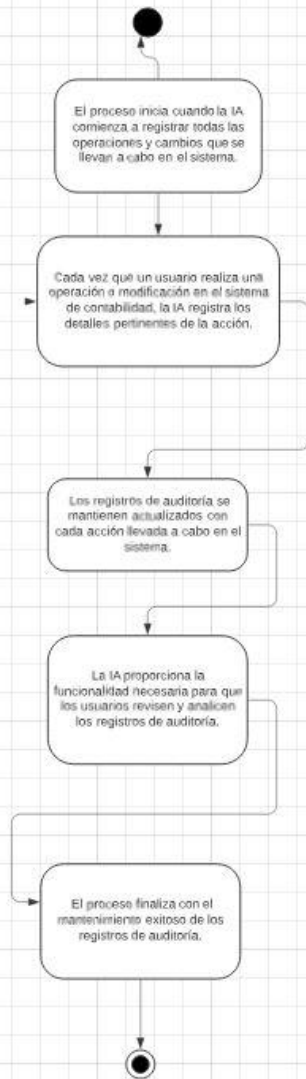 El proceso inicia cuando la IA
comienza a registrar todas las
operaciones y cambios que se
llevan a cabo en el sistema.
Cada vez que un usuario realiza una
operación o modificación en el sistema
de contabilidad, la IA registra los
detalles pertinentes de la acción.
Los registros de auditoría se
mantienen actualizados con
cada acción llevada a cabo en el
sistema.
La IA proporciona la
funcionalidad necesaria para que
los usuarios revisen y analicen
los registros de auditoría.
El proceso finaliza con el
mantenimiento exitoso de los
registros de auditoría.